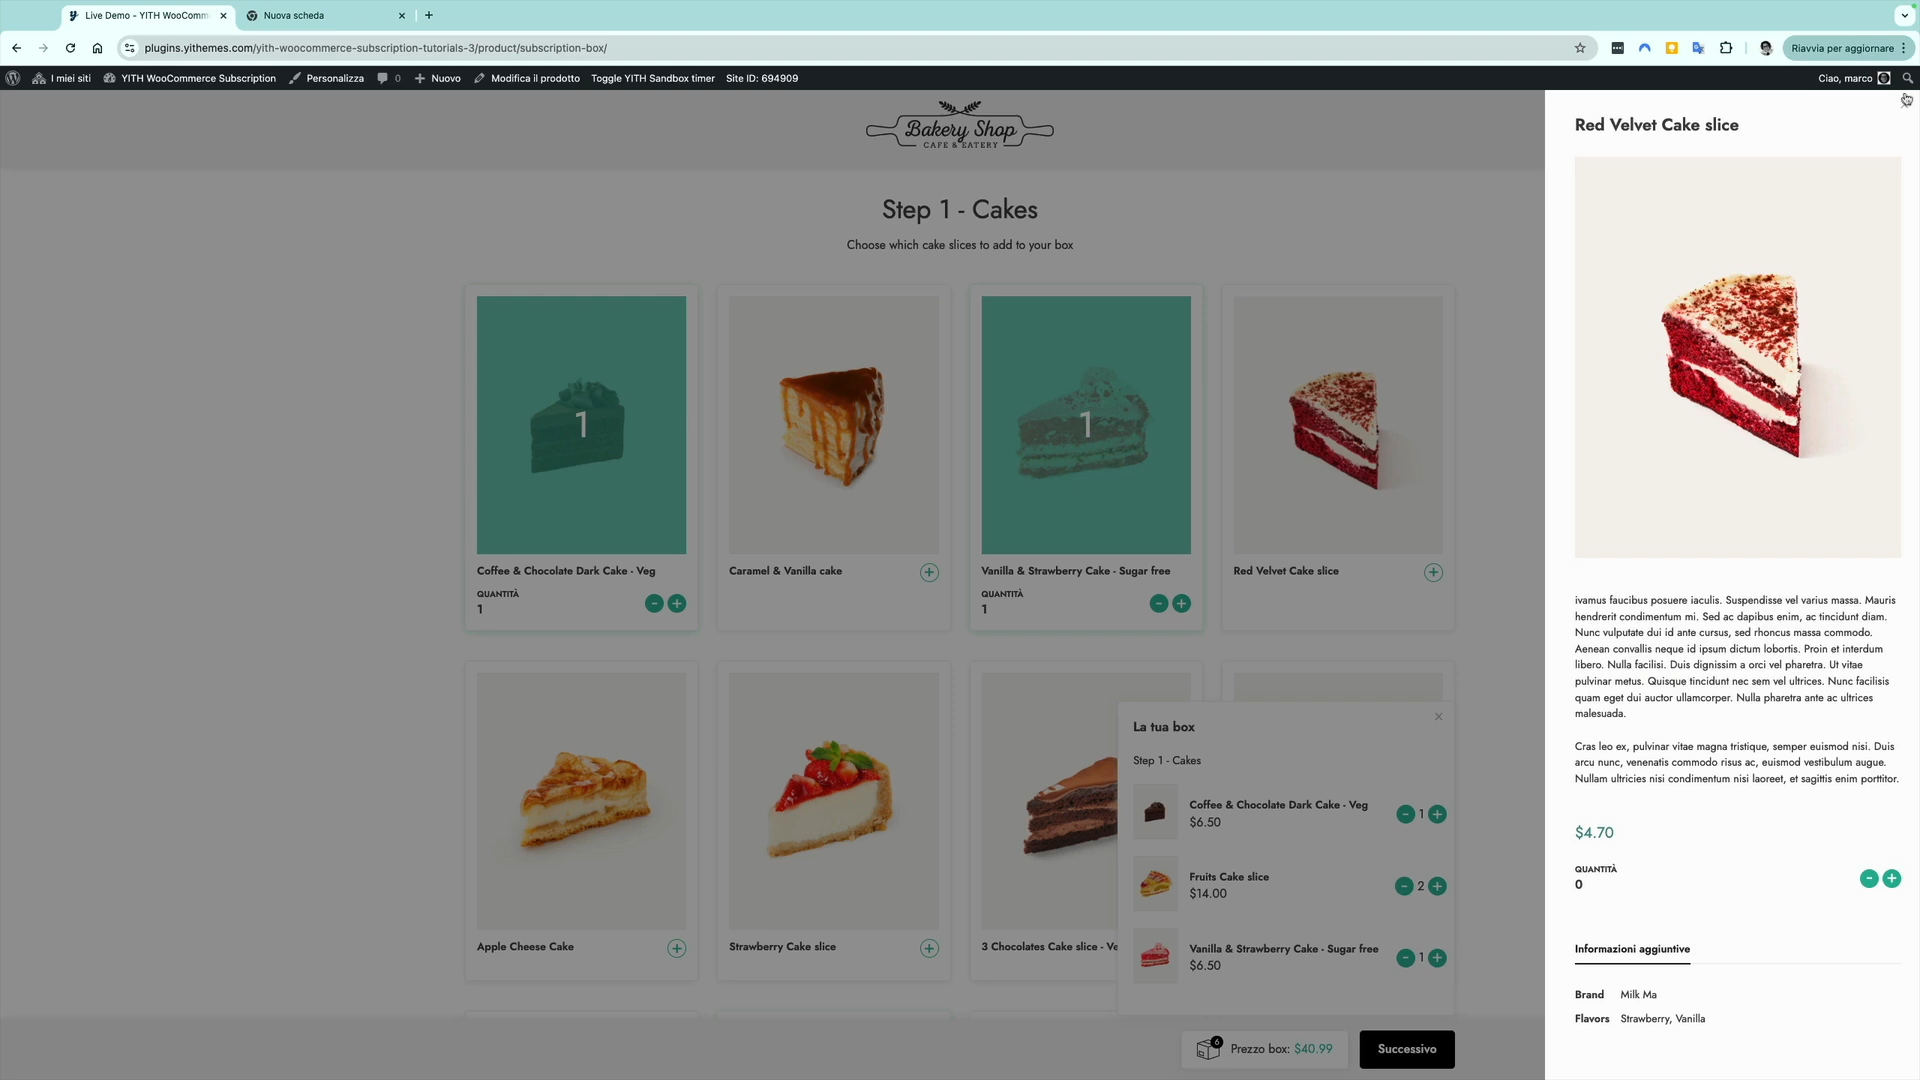 Live Demo - YITH WooComm
Nuova scheda
plugins.yithemes.com/yith-woocommerce-subscription-tutorials-3/product/subscription-box/
Riavvia per aggiornare
I miei siti
YITH WooCommerce Subscription
Personalizza
0
Nuovo
Modifica il prodotto
Toggle YITH Sandbox timer
Site ID: 694909
Ciao, marco
Bakery Shop
CAFE & EATERY
Step 1 - Cakes
Choose which cake slices to add to your box
1
1
Coffee & Chocolate Dark Cake - Veg
QUANTITÀ
1
Caramel & Vanilla cake
Vanilla & Strawberry Cake - Sugar free
QUANTITÀ
1
Red Velvet Cake slice
Apple Cheese Cake
Strawberry Cake slice
3 Chocolates Cake slice - Ve
La tua box
Step 1 - Cakes
Coffee & Chocolate Dark Cake - Veg
$6.50
1
Fruits Cake slice
$14.00
2
Vanilla & Strawberry Cake - Sugar free
$6.50
1
6
Prezzo box: $40.99
Successivo
Red Velvet Cake slice
ivamus faucibus posuere iaculis. Suspendisse vel varius massa. Mauris
hendrerit condimentum mi. Sed ac dapibus enim, ac tincidunt diam.
Nunc vulputate dui id ante cursus, sed rhoncus massa commodo.
Aenean convallis neque id ipsum dictum lobortis. Proin et interdum
libero. Nulla facilisi. Duis dignissim a orci vel pharetra. Ut vitae
pulvinar metus. Quisque tincidunt nec sem vel ultrices. Nunc facilisis
quam eget dui auctor ullamcorper. Nulla pharetra ante ac ultrices
malesuada.
Cras leo ex, pulvinar vitae magna tristique, semper euismod nisi. Duis
arcu nunc, venenatis commodo risus ac, euismod vestibulum augue.
Nullam ultricies nisi condimentum nisi laoreet, et sagittis enim porttitor.
$4.70
QUANTITÀ
0
Informazioni aggiuntive
Brand Milk Ma
Flavors Strawberry, Vanilla